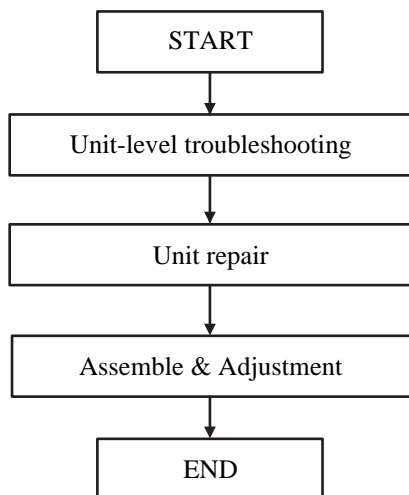 START
Unit-level troubleshooting
Unit repair
Assemble & Adjustment
END